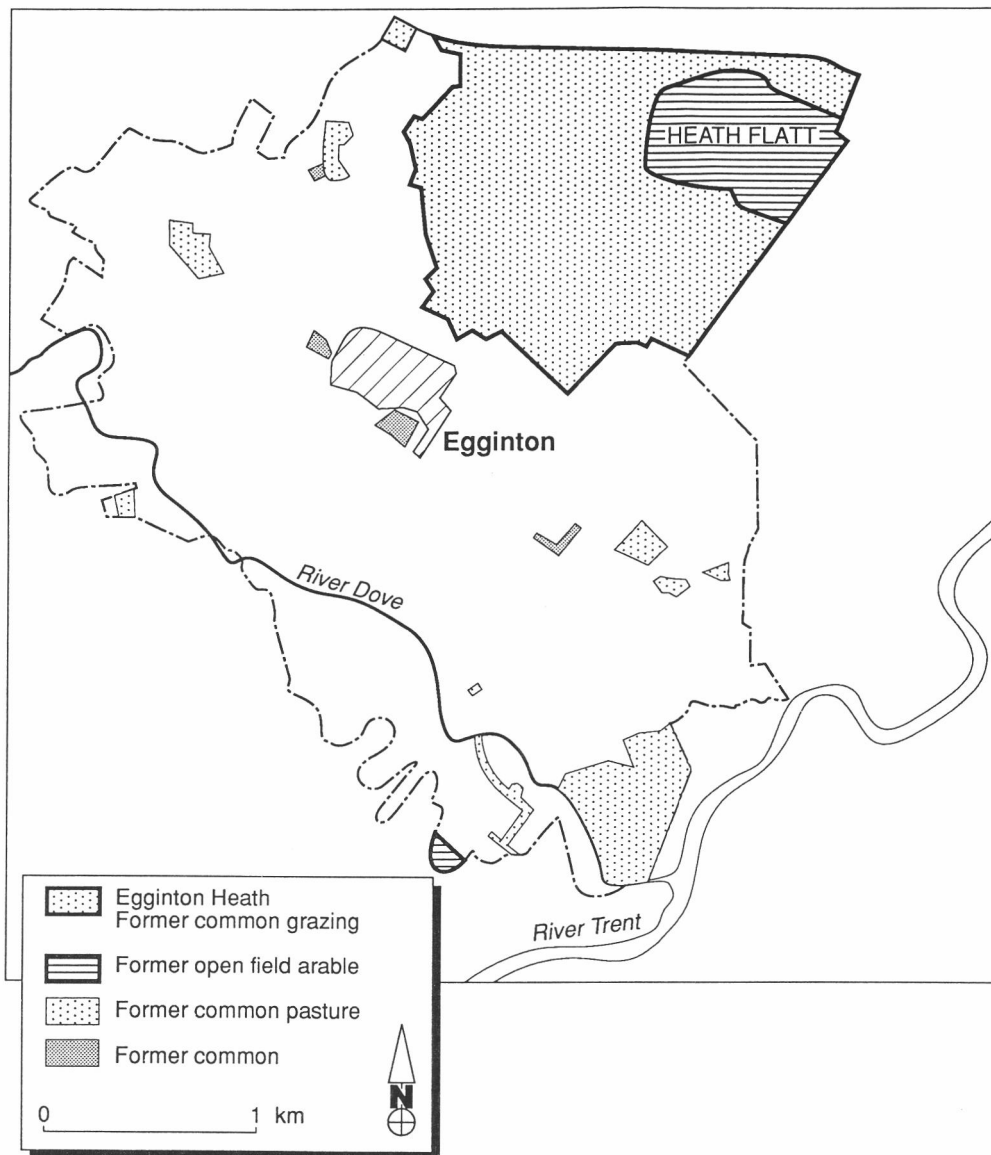 HEATH FLATT
Egginton
River Dove
River Trent
Egginton Heath
Former common grazing
Former open field arable
Former common pasture
Former common
0 1 km
N